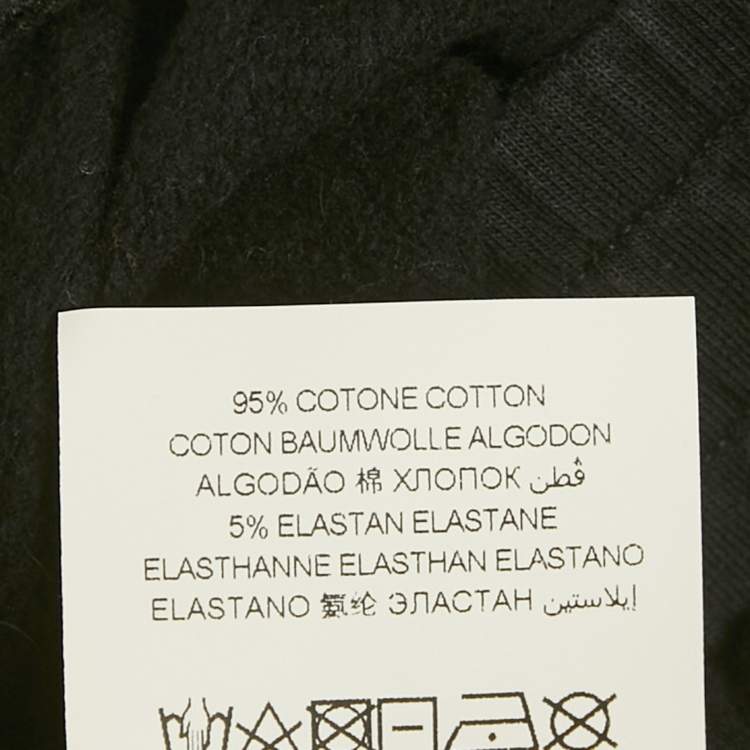 95% COTONE COTTON
COTON BAUMWOLLE ALGODON
ALGODÃO 棉 ХЛОПОК قُطن
5% ELASTAN ELASTANE
ELASTHANNE ELASTHAN ELASTANO
ELASTANO 氨纶 ЭЛАСТАН إيلاستين